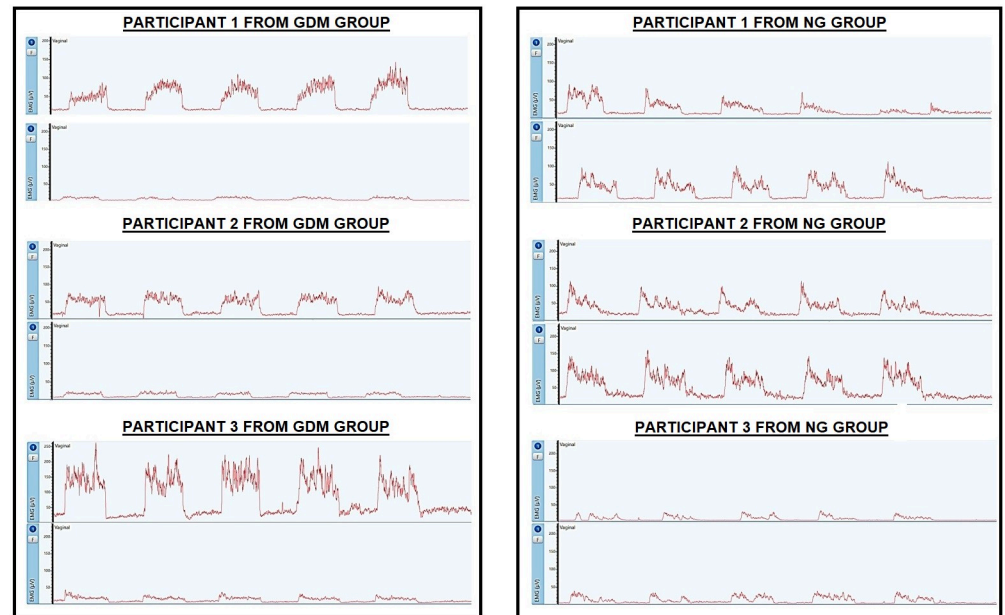 PARTICIPANT 1 FROM GDM GROUP
Vaginal
EMG (µV)
Vaginal
EMG (µV)
PARTICIPANT 2 FROM GDM GROUP
Vaginal
EMG (µV)
Vaginal
EMG (µV)
PARTICIPANT 3 FROM GDM GROUP
Vaginal
EMG (µV)
Vaginal
EMG (µV)
PARTICIPANT 1 FROM NG GROUP
Vaginal
EMG (µV)
Vaginal
EMG (µV)
PARTICIPANT 2 FROM NG GROUP
Vaginal
EMG (µV)
Vaginal
EMG (µV)
PARTICIPANT 3 FROM NG GROUP
Vaginal
EMG (µV)
Vaginal
EMG (µV)